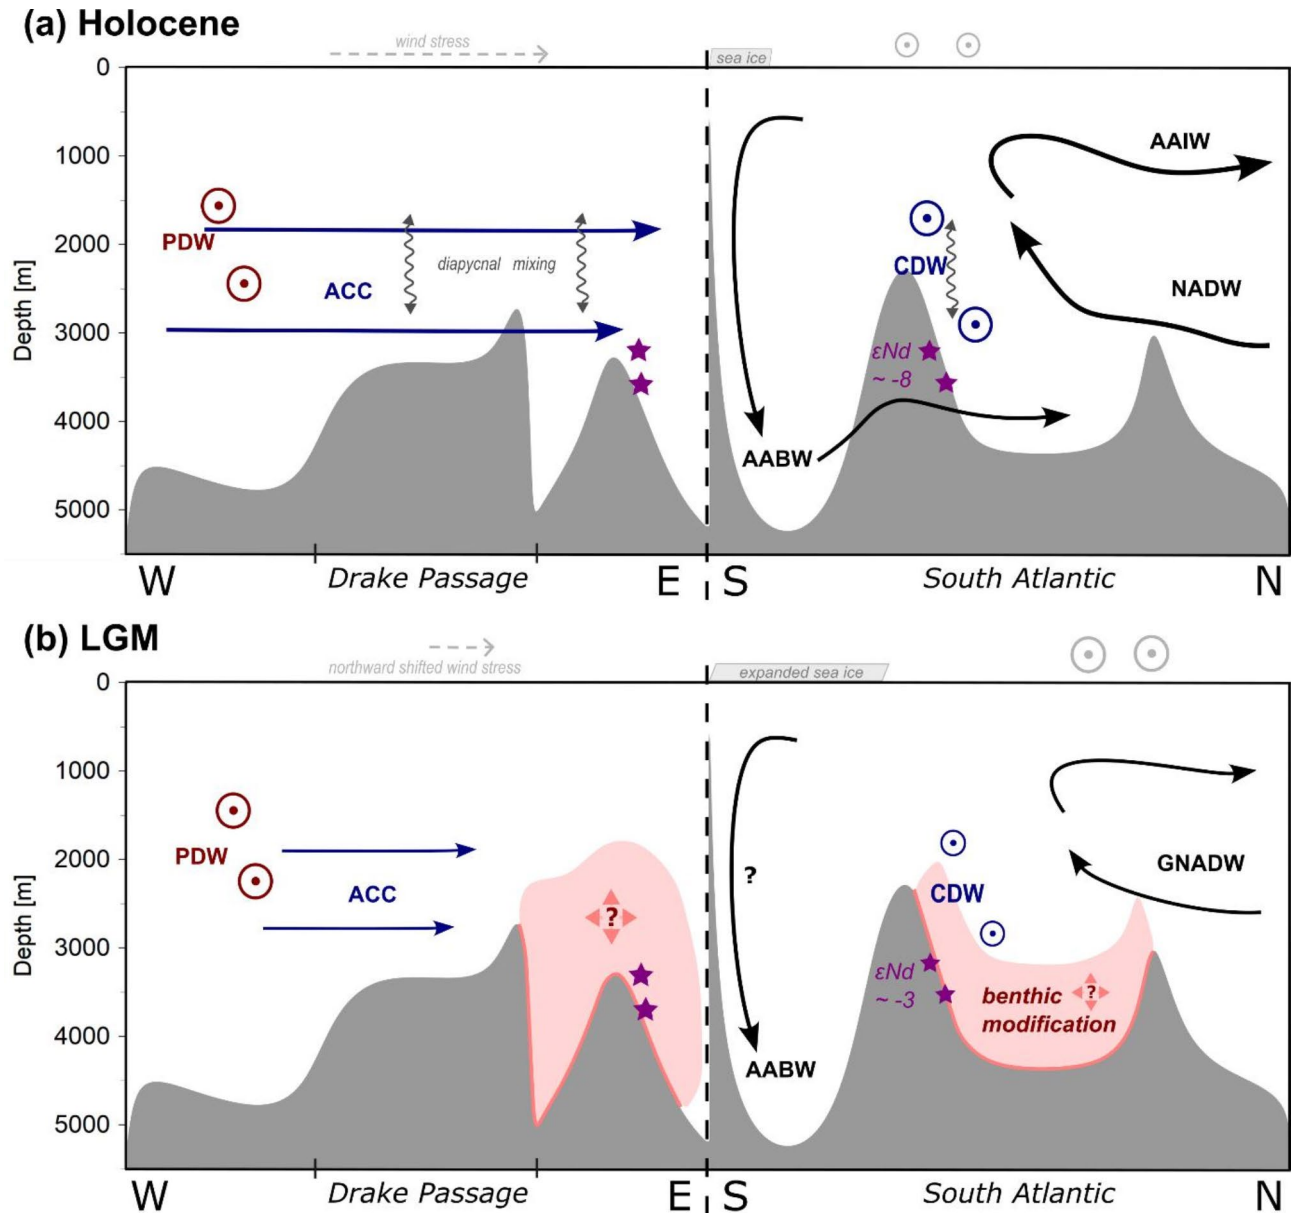 (a) Holocene
wind stress
sea ice
0
1000
2000
3000
4000
5000
Depth [m]
PDW
ACC
diapycnal mixing
AAIW
CDW
NADW
εNd
~ -8
AABW
W
Drake Passage
E
S
South Atlantic
N
(b) LGM
northward shifted wind stress
expanded sea ice
0
1000
2000
3000
4000
5000
Depth [m]
PDW
ACC
?
?
CDW
GNADW
εNd
~ -3
benthic ?
modification
AABW
W
Drake Passage
E
S
South Atlantic
N